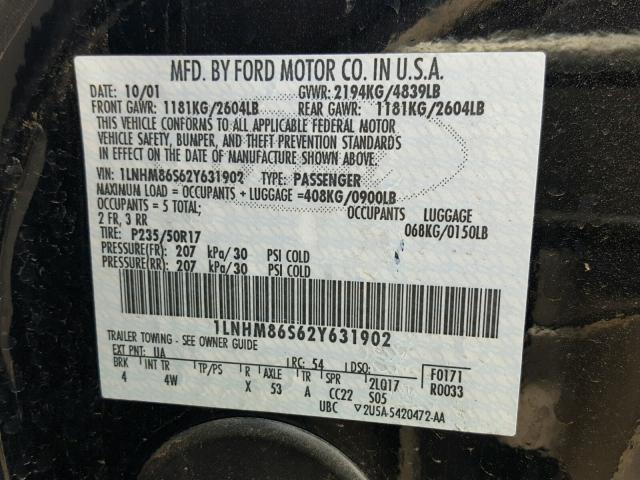 MFD. BY FORD MOTOR CO. IN U.S.A.
DATE: 10/01 GVWR: 2194KG/4839LB
FRONT GAWR: 1181KG/2604LB REAR GAWR: 1181KG/2604LB
THIS VEHICLE CONFORMS TO ALL APPLICABLE FEDERAL MOTOR
VEHICLE SAFETY, BUMPER, AND THEFT PREVENTION STANDARDS
IN EFFECT ON THE DATE OF MANUFACTURE SHOWN ABOVE.
VIN: 1LNHM86S62Y631902 TYPE: PASSENGER
MAXIMUM LOAD = OCCUPANTS + LUGGAGE =408KG/0900LB
OCCUPANTS = 5 TOTAL; OCCUPANTS LUGGAGE
2 FR, 3 RR 068KG/0150LB
TIRE: P235/50R17
PRESSURE(FR): 207 kPa/30 PSI COLD
PRESSURE(RR): 207 kPa/30 PSI COLD
1LNHM86S62Y631902
TRAILER TOWING - SEE OWNER GUIDE
EXT PNT: UA RC: 54 DSO: F0171
BRK INT TR TP/PS R AXLE TR SPR 2LQ17 R0033
4 4W X 53 A CC22 S05
UBC 2U5A-5420472-AA